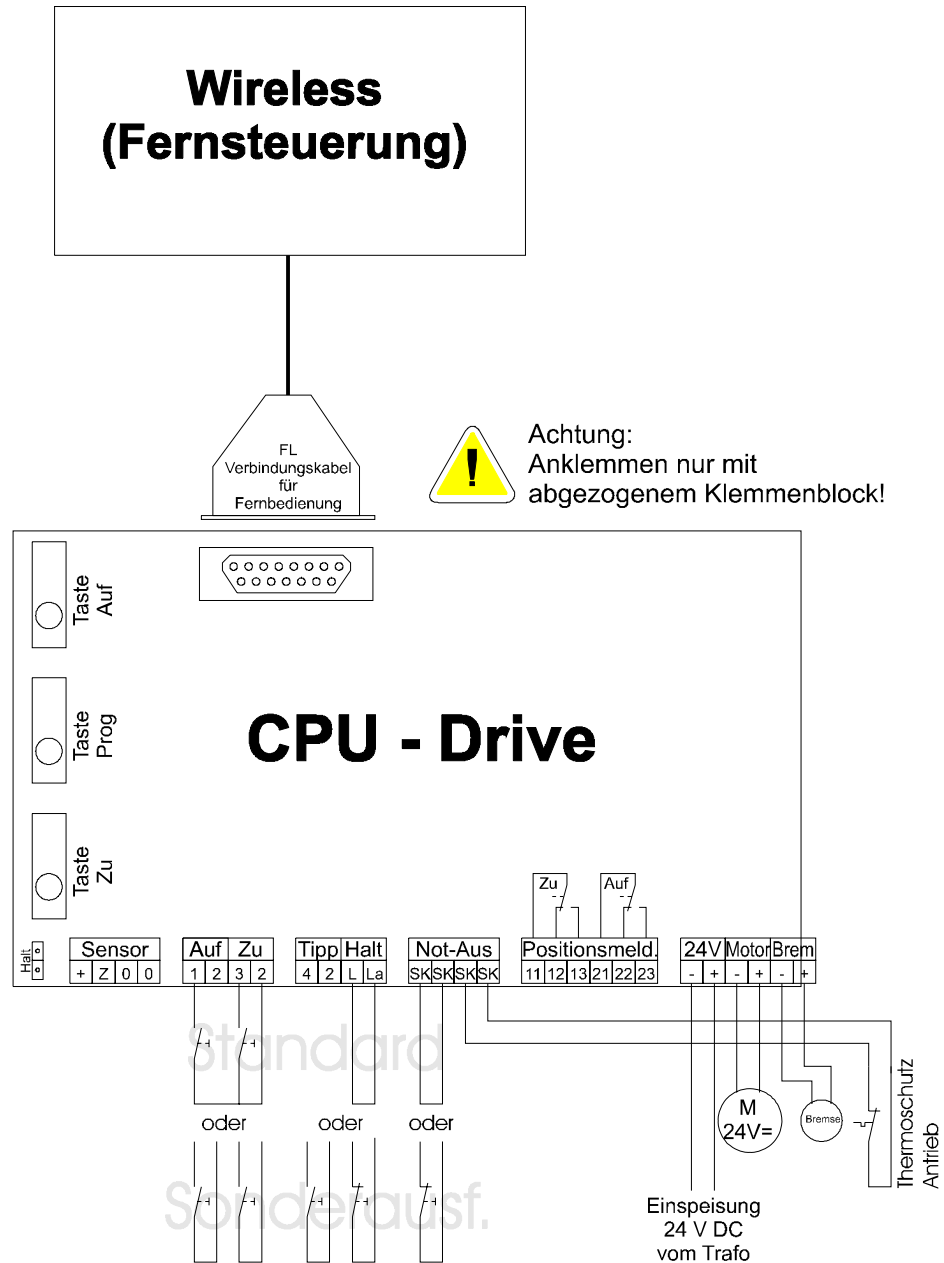 Wireless
(Fernsteuerung)
FL
Verbindungskabel
für
Fernbedienung
Achtung:
Anklemmen nur mit
abgezogenem Klemmenblock!
Taste
Auf
Taste
Prog
Taste
Zu
CPU - Drive
Zu
Auf
Halt
Sensor
+ Z 0 0
Auf Zu
1 2 3 2
Tipp Halt
4 2 L La
Not-Aus
SK SK SK SK
Positionsmeld.
11 12 13 21 22 23
24V Motor Brem
- + - + - +
Standard
oder
oder
oder
Sonderausf.
M
24V=
Bremse
Thermoschutz
Antrieb
Einspeisung
24 V DC
vom Trafo